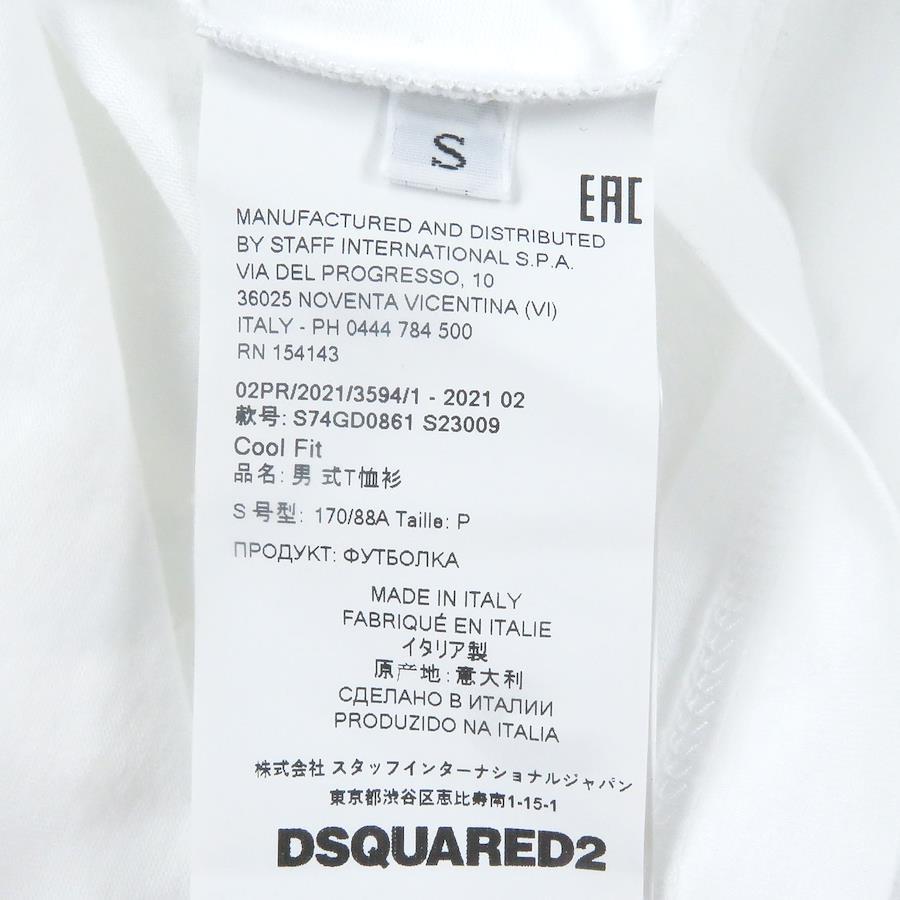 S
EAC
MANUFACTURED AND DISTRIBUTED
BY STAFF INTERNATIONAL S.P.A.
VIA DEL PROGRESSO, 10
36025 NOVENTA VICENTINA (VI)
ITALY - PH 0444 784 500
RN 154143
02PR/2021/3594/1 - 2021 02
款号: S74GD0861 S23009
Cool Fit
品名: 男 式T恤衫
S 号型: 170/88A Taille: P
ПРОДУКТ: ФУТБОЛКА
MADE IN ITALY
FABRIQUÉ EN ITALIE
イタリア製
原产地: 意大利
СДЕЛАНО В ИТАЛИИ
PRODUZIDO NA ITALIA
株式会社 スタッフインターナショナルジャパン
東京都渋谷区恵比寿南1-15-1
DSQUARED2